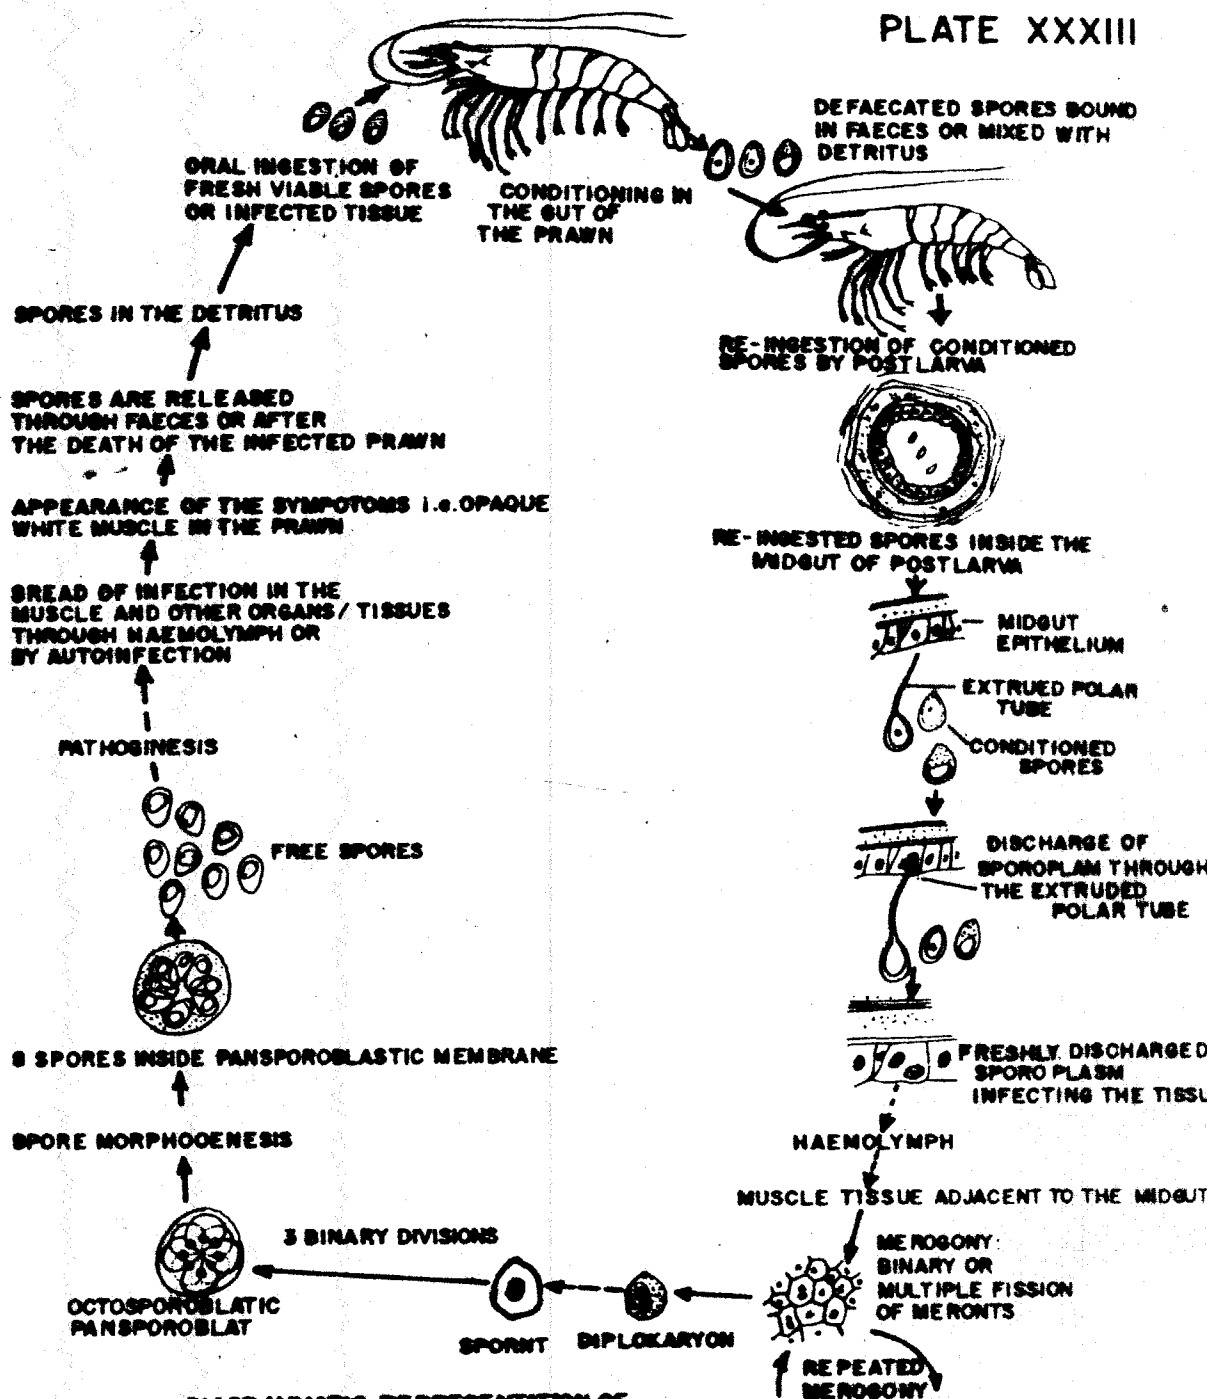 PLATE XXXIII
DEFAECATED SPORES BOUND
IN FAECES OR MIXED WITH
DETRITUS
ORAL INGESTION OF
FRESH VIABLE SPORES
OR INFECTED TISSUE
CONDITIONING IN
THE GUT OF
THE PRAWN
SPORES IN THE DETRITUS
RE-INGESTION OF CONDITIONED
SPORES BY POSTLARVA
SPORES ARE RELEASED
THROUGH FAECES OR AFTER
THE DEATH OF THE INFECTED PRAWN
APPEARANCE OF THE SYMPOTOMS i.e. OPAQUE
WHITE MUSCLE IN THE PRAWN
RE-INGESTED SPORES INSIDE THE
MIDGUT OF POSTLARVA
SREAD OF INFECTION IN THE
MUSCLE AND OTHER ORGANS/TISSUES
THROUGH HAEMOLYMPH OR
BY AUTOINFECTION
MIDGUT
EPITHELIUM
EXTRUED POLAR
TUBE
CONDITIONED
SPORES
PATHOGINESIS
FREE SPORES
DISCHARGE OF
SPOROPLAM THROUGH
THE EXTRUDED
POLAR TUBE
8 SPORES INSIDE PANSPOROBLASTIC MEMBRANE
FRESHLY DISCHARGED
SPOROPLASM
INFECTING THE TISSU
SPORE MORPHOGENESIS
HAEMOLYMPH
MUSCLE TISSUE ADJACENT TO THE MIDGUT
3 BINARY DIVISIONS
MEROGONY:
BINARY OR
MULTIPLE FISSION
OF MERONTS
OCTOSPOROBLATIC
PANSPOROBLAT
SPORNT
DIPLOKARYON
REPEATED
MEROGONY